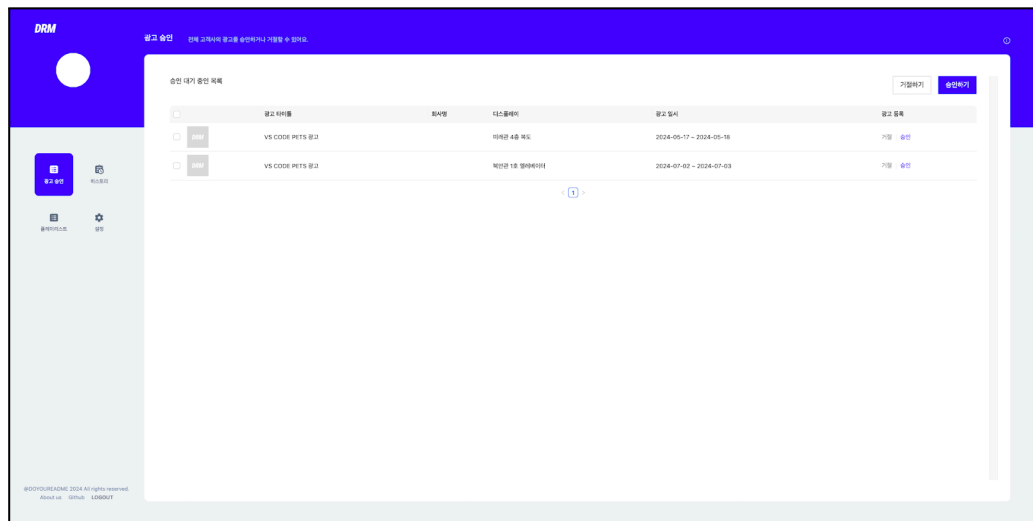 DRM
광고 승인 전체 고객사의 광고를 승인하거나 거절할 수 있어요.
승인 대기 중인 목록 거절하기 승인하기
광고 타이틀 회사명 디스플레이 광고 일시 광고 등록
DRM VS CODE PETS 광고 미래관 4층 복도 2024-05-17 ~ 2024-05-18 거절 승인
DRM VS CODE PETS 광고 북악관 1호 엘레베이터 2024-07-02 ~ 2024-07-03 거절 승인
< 1 >
광고 승인 히스토리
플레이리스트 설정
@DOYOUREADME 2024 All rights reserved.
About us Github LOGOUT